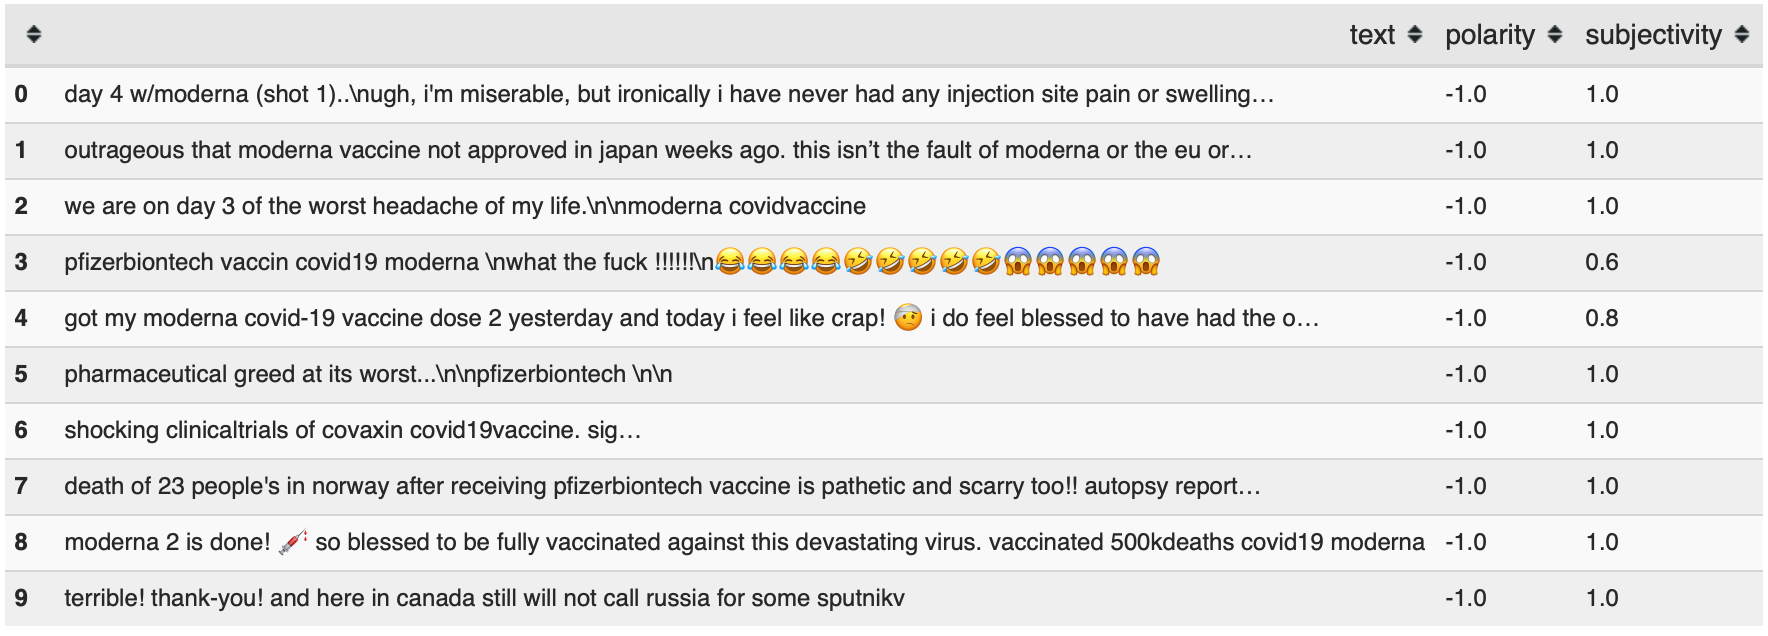 text polarity subjectivity
0 day 4 w/moderna (shot 1)..\nugh, i'm miserable, but ironically i have never had any injection site pain or swelling… -1.0 1.0
1 outrageous that moderna vaccine not approved in japan weeks ago. this isn’t the fault of moderna or the eu or… -1.0 1.0
2 we are on day 3 of the worst headache of my life.\n\nmoderna covidvaccine -1.0 1.0
3 pfizerbiontech vaccin covid19 moderna \nwhat the fuck !!!!!!\n😂😂😂😂🤣🤣🤣🤣🤣😱😱😱😱😱 -1.0 0.6
4 got my moderna covid-19 vaccine dose 2 yesterday and today i feel like crap! 🤕 i do feel blessed to have had the o… -1.0 0.8
5 pharmaceutical greed at its worst...\n\npfizerbiontech \n\n -1.0 1.0
6 shocking clinicaltrials of covaxin covid19vaccine. sig… -1.0 1.0
7 death of 23 people's in norway after receiving pfizerbiontech vaccine is pathetic and scarry too!! autopsy report… -1.0 1.0
8 moderna 2 is done! 💉 so blessed to be fully vaccinated against this devastating virus. vaccinated 500kdeaths covid19 moderna -1.0 1.0
9 terrible! thank-you! and here in canada still will not call russia for some sputnikv -1.0 1.0